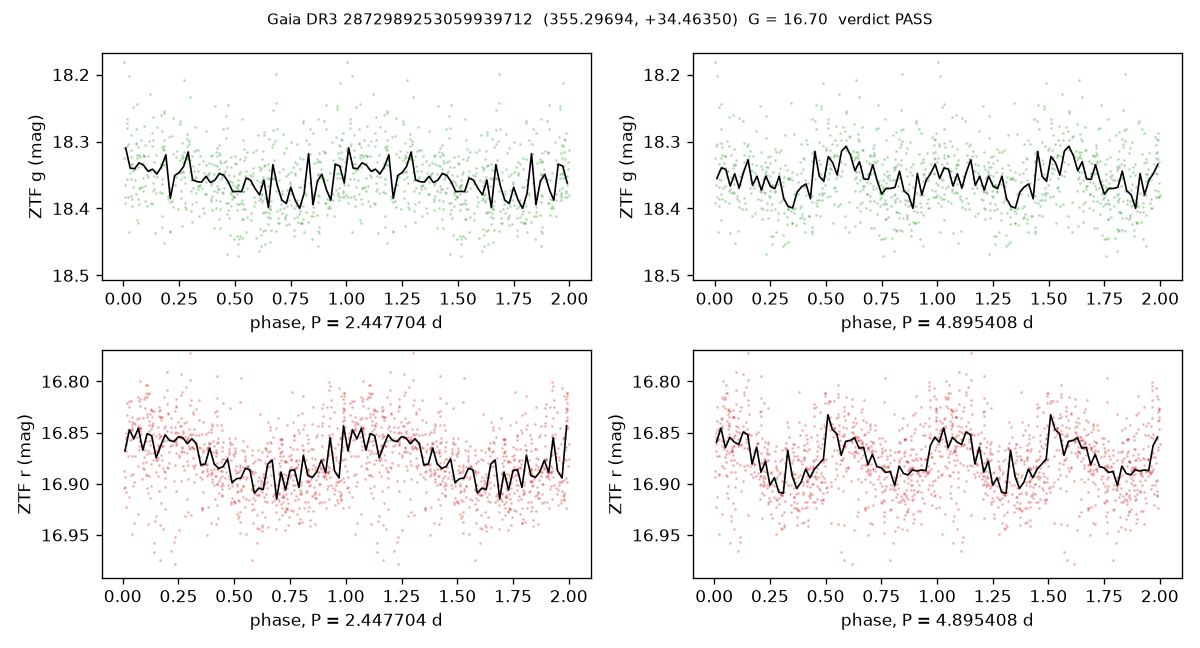 Gaia DR3 2872989253059939712  (355.29694, +34.46350)  G = 16.70  verdict PASS
ZTF g (mag)
18.2
18.3
18.4
18.5
0.00 0.25 0.50 0.75 1.00 1.25 1.50 1.75 2.00
phase, P = 2.447704 d
ZTF g (mag)
18.2
18.3
18.4
18.5
0.00 0.25 0.50 0.75 1.00 1.25 1.50 1.75 2.00
phase, P = 4.895408 d
ZTF r (mag)
16.80
16.85
16.90
16.95
0.00 0.25 0.50 0.75 1.00 1.25 1.50 1.75 2.00
phase, P = 2.447704 d
ZTF r (mag)
16.80
16.85
16.90
16.95
0.00 0.25 0.50 0.75 1.00 1.25 1.50 1.75 2.00
phase, P = 4.895408 d